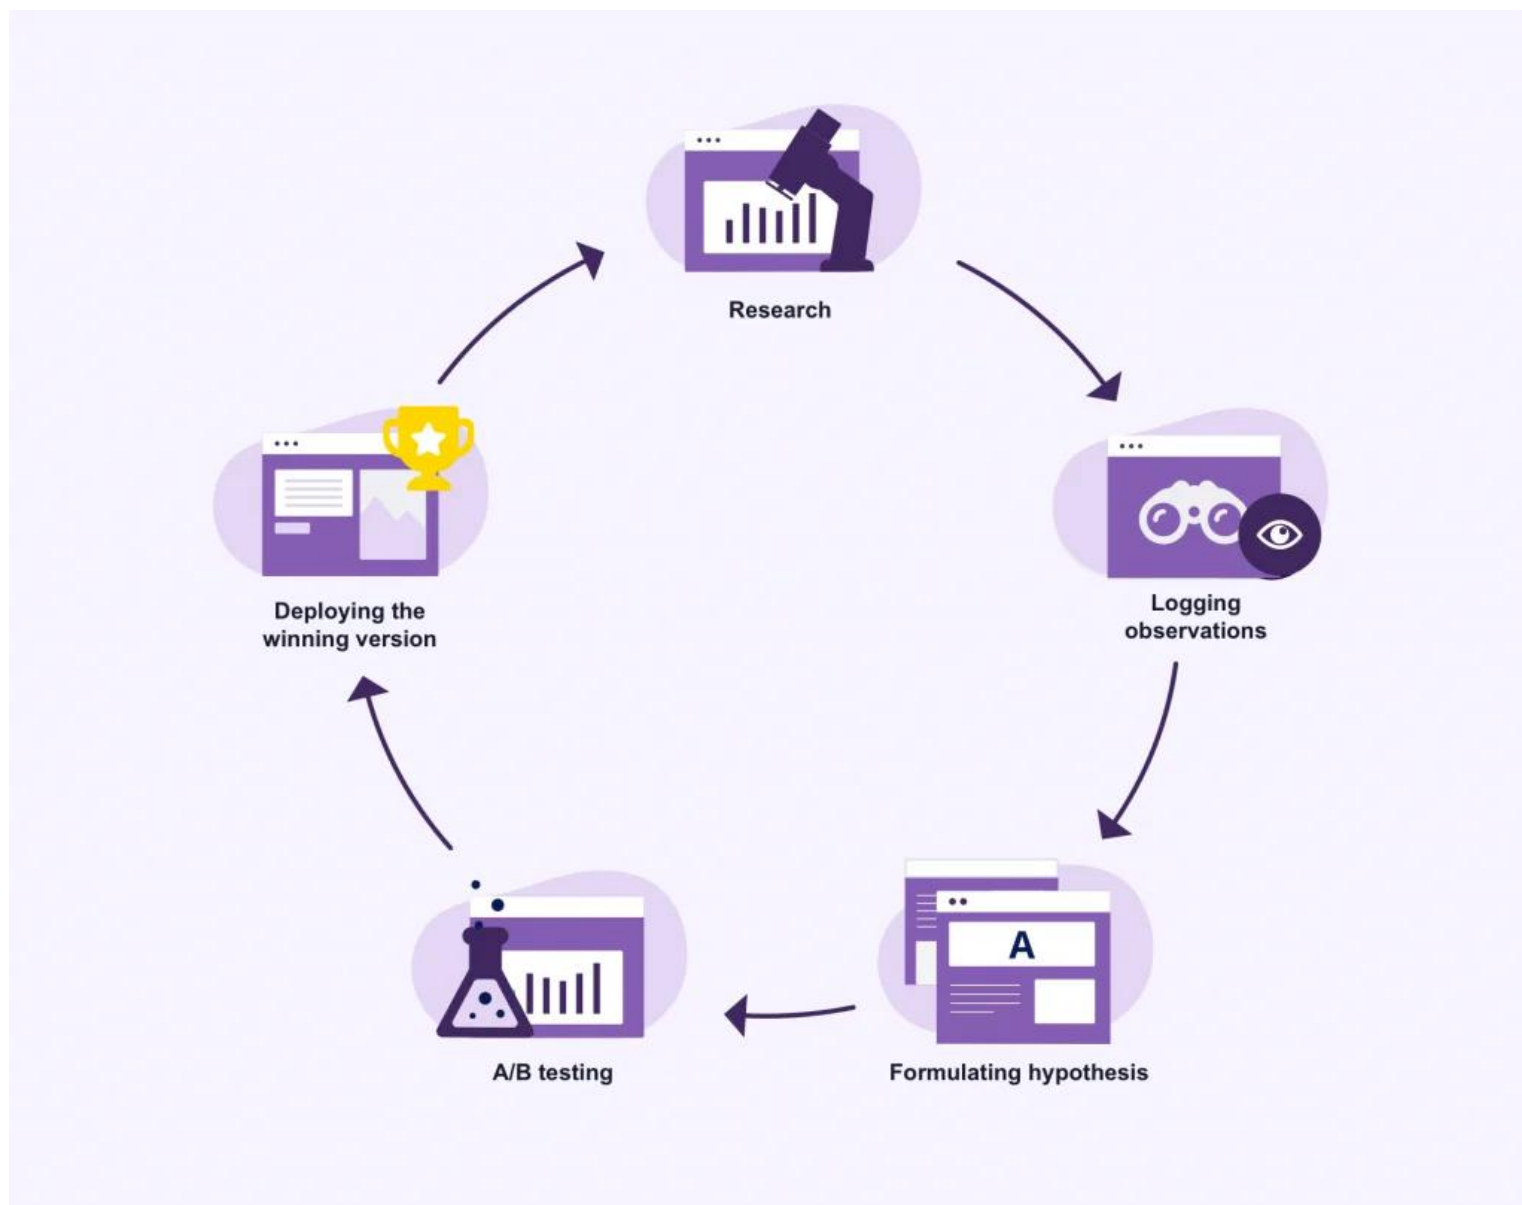 Research
Logging
observations
A
Formulating hypothesis
A/B testing
Deploying the
winning version